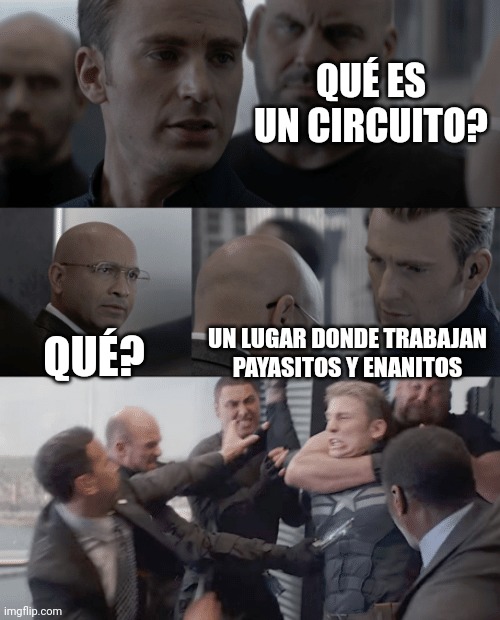 QUÉ ES
UN CIRCUITO?
QUÉ?
UN LUGAR DONDE TRABAJAN
PAYASITOS Y ENANITOS
imgflip.com